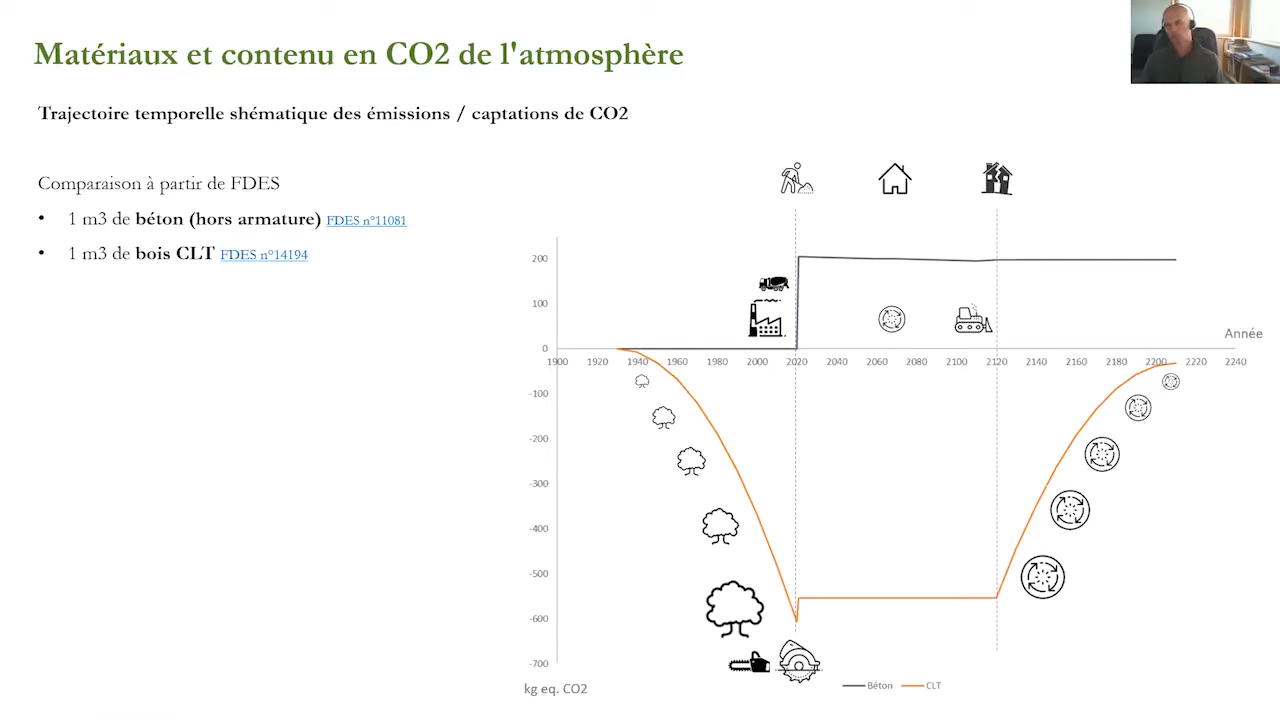 Matériaux et contenu en CO2 de l'atmosphère
Trajectoire temporelle shématique des émissions / captations de CO2
Comparaison à partir de FDES
• 1 m3 de béton (hors armature) FDES n°11081
• 1 m3 de bois CLT FDES n°14194
200
100
Année
0
1900 1920 1940 1960 1980 2000 2020 2040 2060 2080 2100 2120 2140 2160 2180 2200 2220 2240
-100
-200
-300
-400
-500
-600
-700
kg eq. CO2
Béton CLT